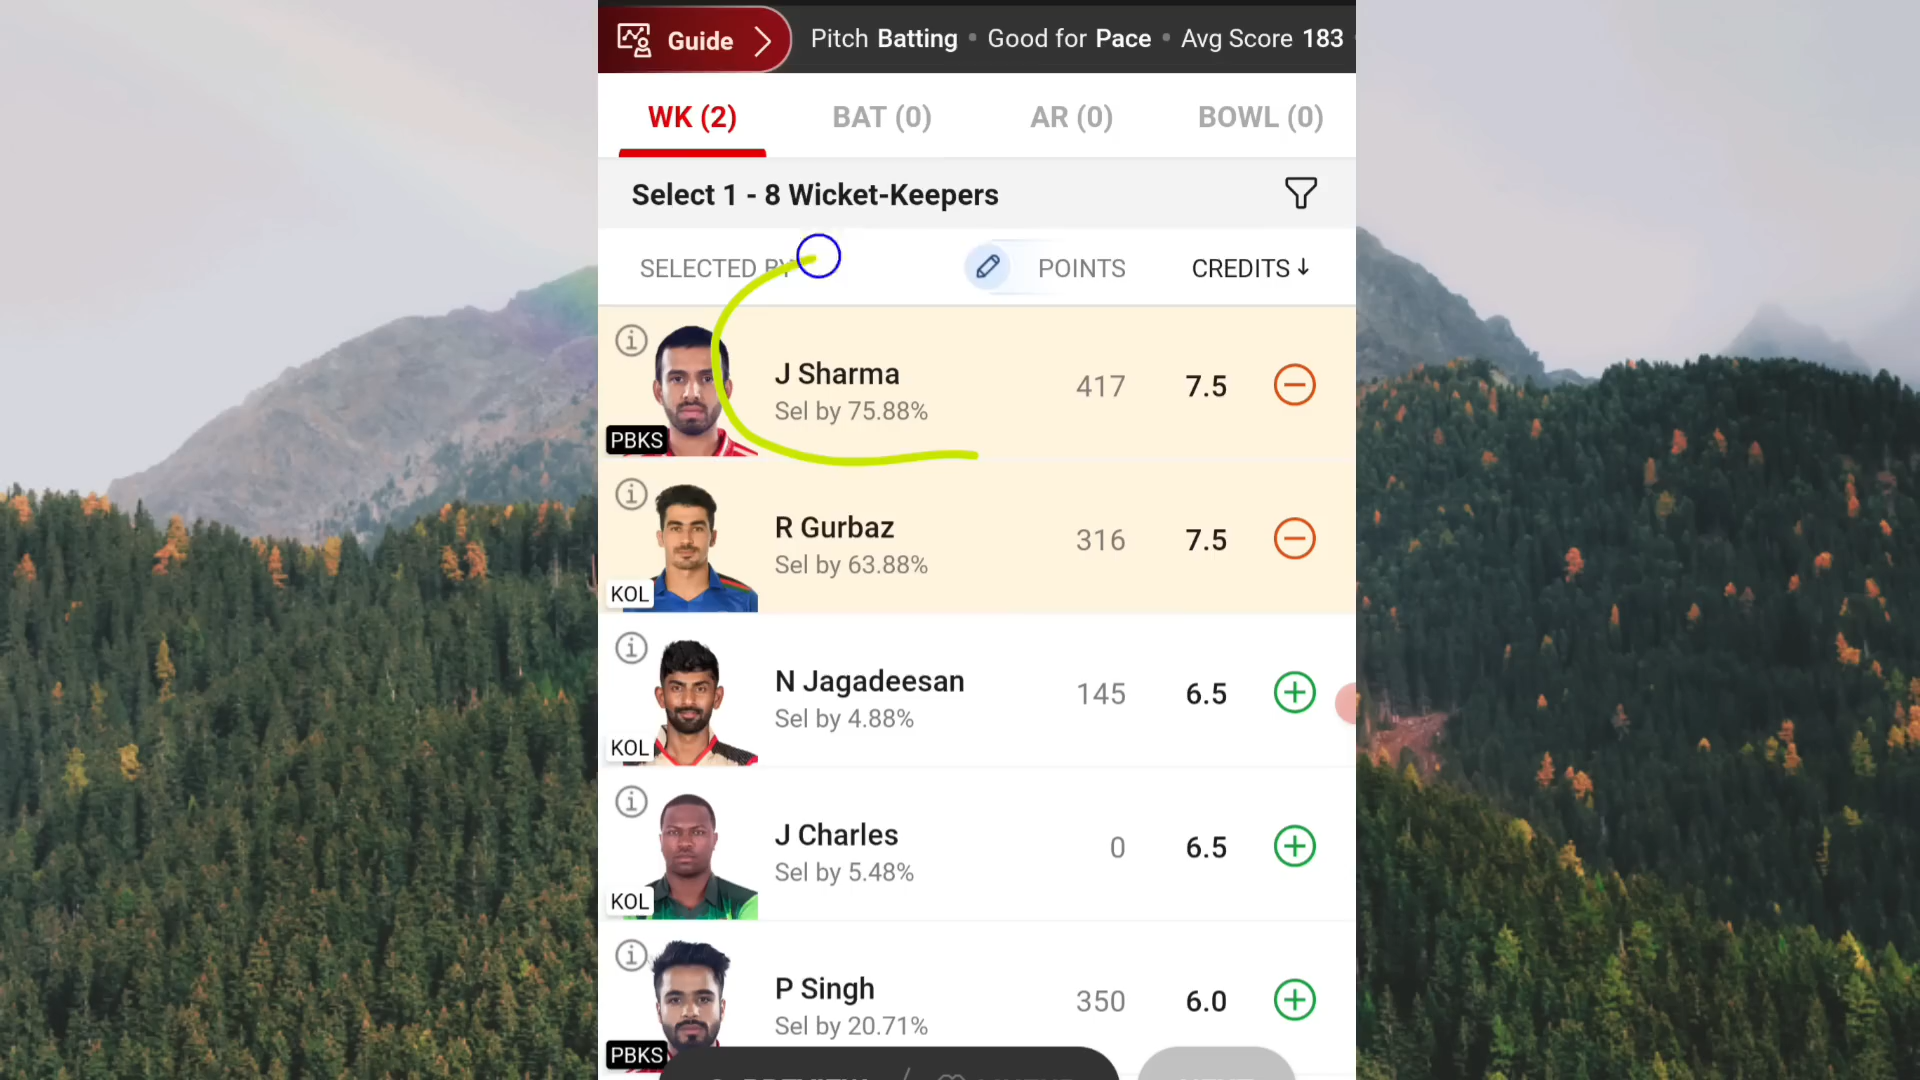 Guide
Pitch Batting • Good for Pace • Avg Score 183
WK (2) BAT (0) AR (0) BOWL (0)
Select 1 - 8 Wicket-Keepers
SELECTED BY POINTS CREDITS ↓
J Sharma 417 7.5
Sel by 75.88%
PBKS
R Gurbaz 316 7.5
Sel by 63.88%
KOL
N Jagadeesan 145 6.5
Sel by 4.88%
KOL
J Charles 0 6.5
Sel by 5.48%
KOL
P Singh 350 6.0
Sel by 20.71%
PBKS